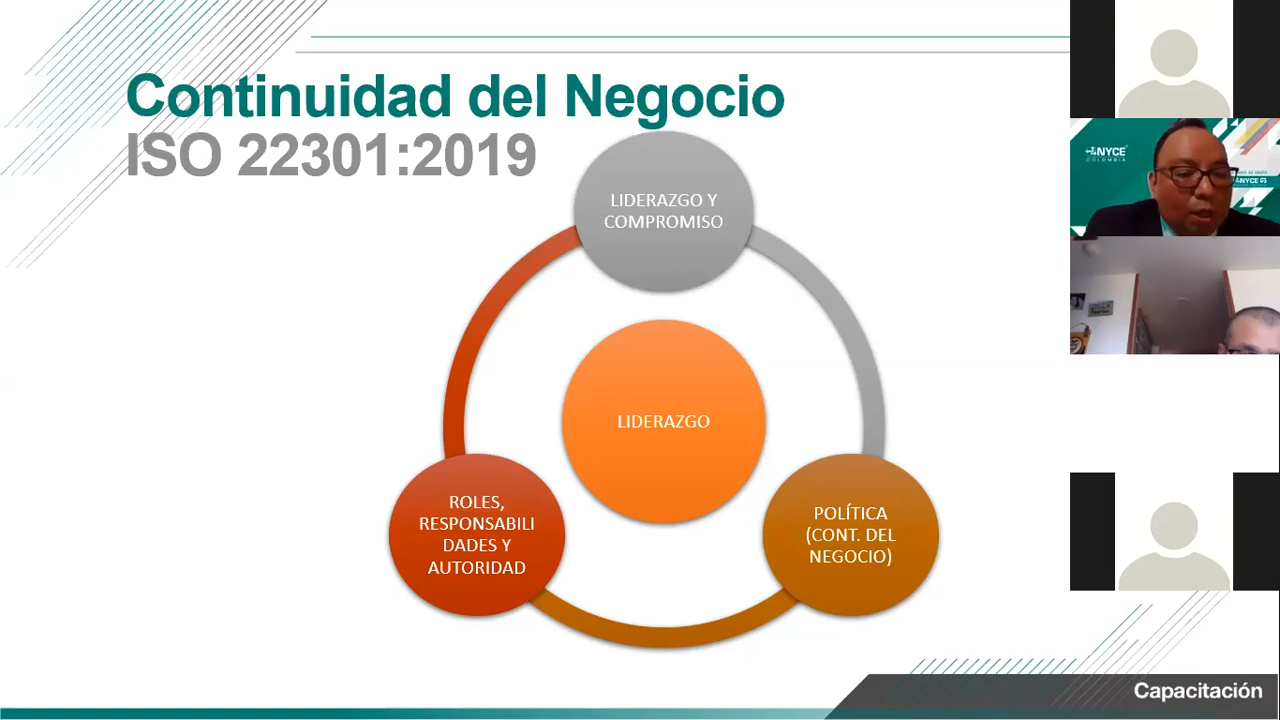 Continuidad del Negocio
ISO 22301:2019
LIDERAZGO Y
COMPROMISO
LIDERAZGO
ROLES,
RESPONSABILI
DADES Y
AUTORIDAD
POLÍTICA
(CONT. DEL
NEGOCIO)
NYCE
COLOMBIA
NYCE
Capacitación